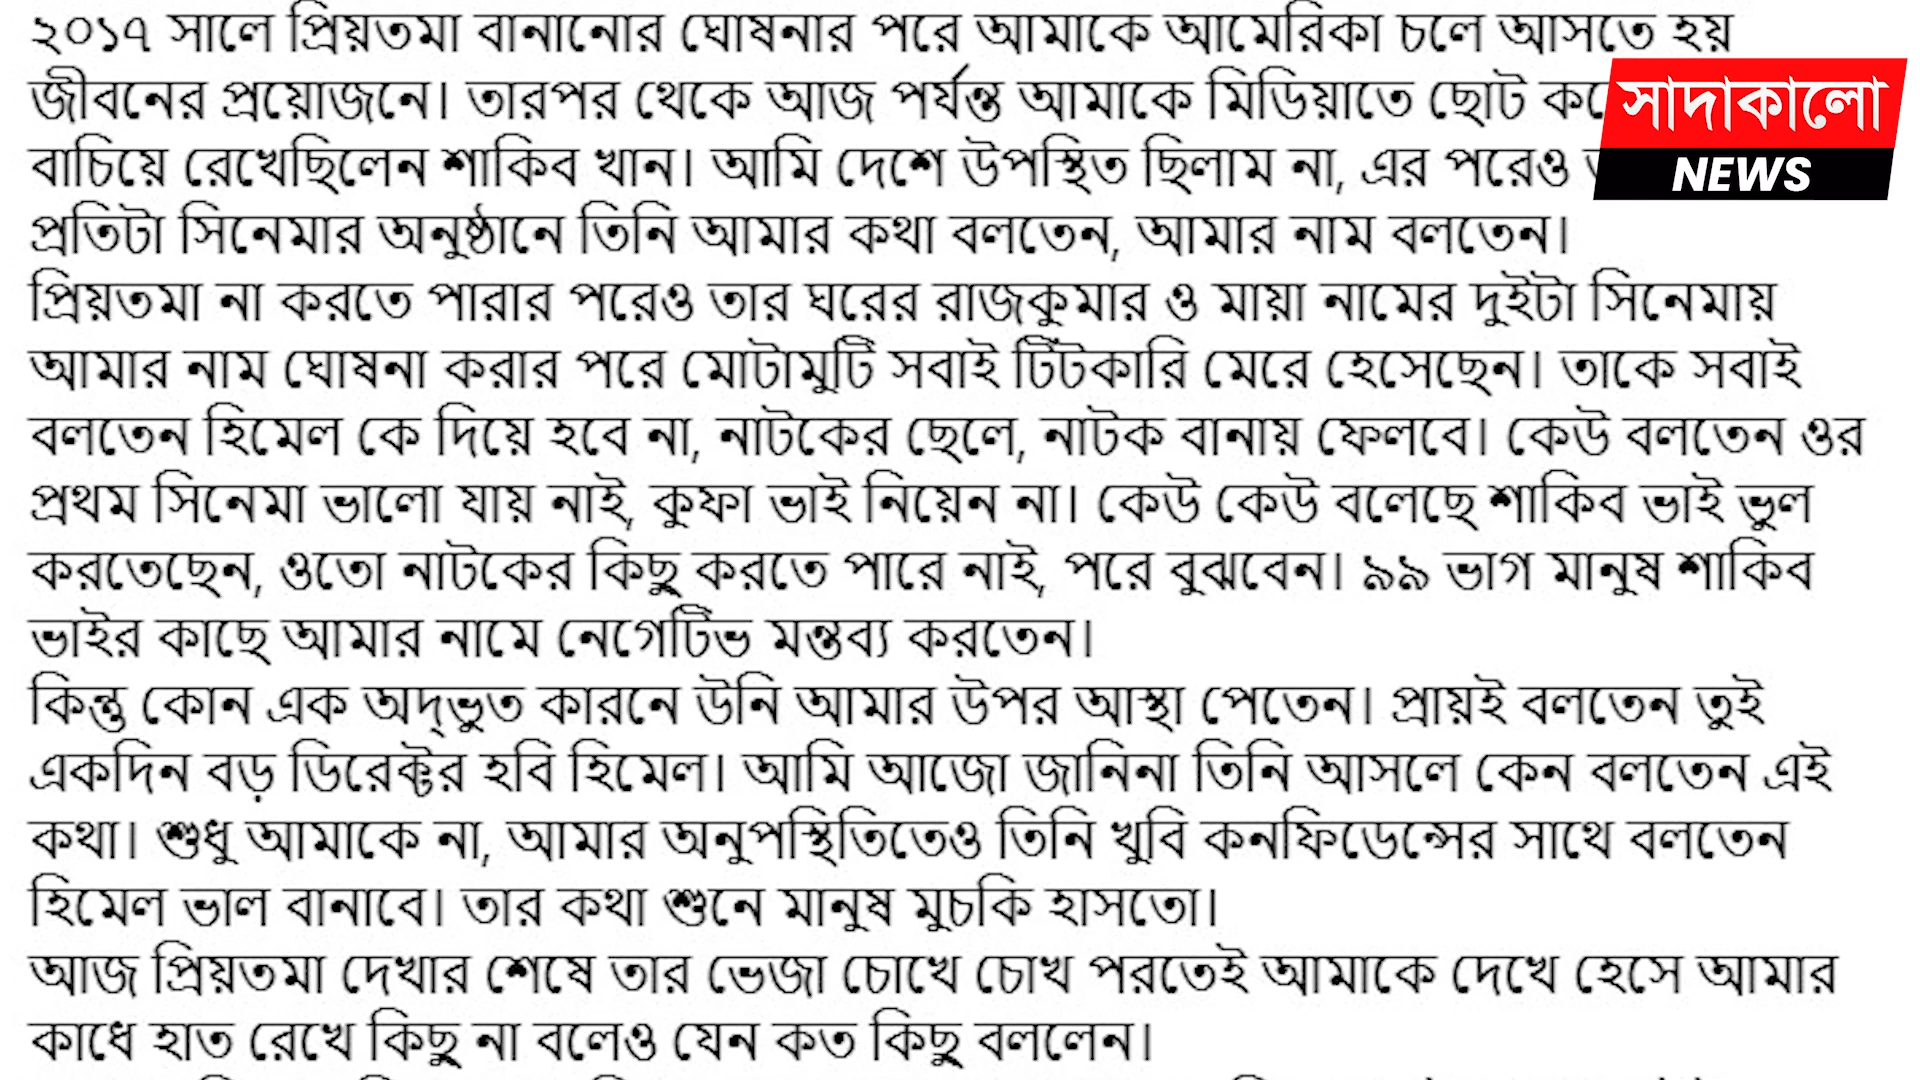 ২০১৭ সালে প্রিয়তমা বানানোর ঘোষনার পরে আমাকে আমেরিকা চলে আসতে হয়
জীবনের প্রয়োজনে। তারপর থেকে আজ পর্যন্ত আমাকে মিডিয়াতে ছোট
সাদাকালো
NEWS
বাচিয়ে রেখেছিলেন শাকিব খান। আমি দেশে উপস্থিত ছিলাম না, এর পরেও
প্রতিটা সিনেমার অনুষ্ঠানে তিনি আমার কথা বলতেন, আমার নাম বলতেন।
প্রিয়তমা না করতে পারার পরেও তার ঘরের রাজকুমার ও মায়া নামের দুইটা সিনেমায়
আমার নাম ঘোষনা করার পরে মোটামুটি সবাই টিটকারি মেরে হেসেছেন। তাকে সবাই
বলতেন হিমেল কে দিয়ে হবে না, নাটকের ছেলে, নাটক বানায় ফেলবে। কেউ বলতেন ওর
প্রথম সিনেমা ভালো যায় নাই, কুফা ভাই নিয়েন না। কেউ কেউ বলেছে শাকিব ভাই ভুল
করতেছেন, ওতো নাটকের কিছু করতে পারে নাই, পরে বুঝবেন। ৯৯ ভাগ মানুষ শাকিব
ভাইর কাছে আমার নামে নেগেটিভ মন্তব্য করতেন।
কিন্তু কোন এক অদ্‌ভুত কারনে উনি আমার উপর আস্থা পেতেন। প্রায়ই বলতেন তুই
একদিন বড় ডিরেক্টর হবি হিমেল। আমি আজো জানিনা তিনি আসলে কেন বলতেন এই
কথা। শুধু আমাকে না, আমার অনুপস্থিতিতেও তিনি খুবি কনফিডেন্সের সাথে বলতেন
হিমেল ভাল বানাবে। তার কথা শুনে মানুষ মুচকি হাসতো।
আজ প্রিয়তমা দেখার শেষে তার ভেজা চোখে চোখ পরতেই আমাকে দেখে হেসে আমার
কাধে হাত রেখে কিছু না বলেও যেন কত কিছু বললেন।